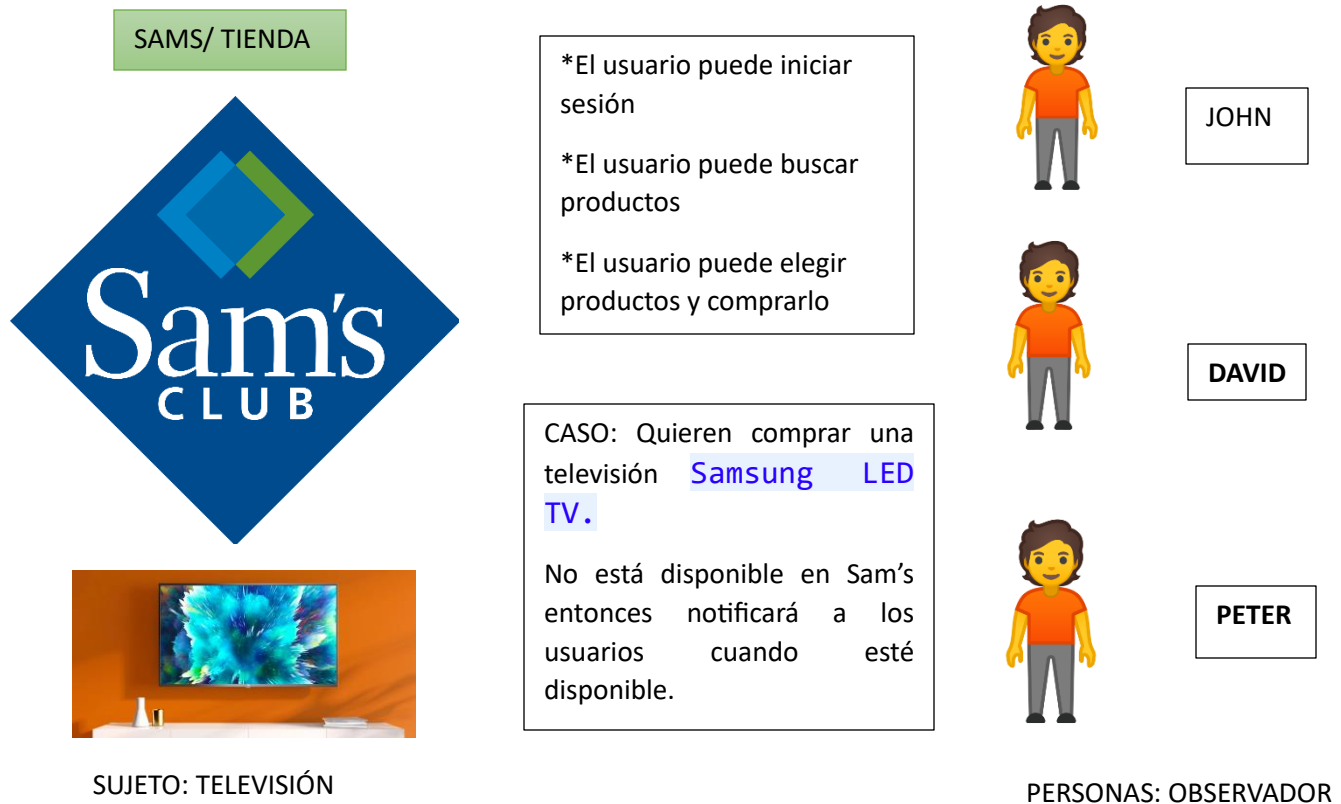 SAMS/ TIENDA
Sam's
CLUB
*El usuario puede iniciar
sesión
*El usuario puede buscar
productos
*El usuario puede elegir
productos y comprarlo
JOHN
DAVID
CASO: Quieren comprar una
televisión Samsung LED
TV.
No está disponible en Sam’s
entonces notificará a los
usuarios cuando esté
disponible.
PETER
SUJETO: TELEVISIÓN
PERSONAS: OBSERVADOR